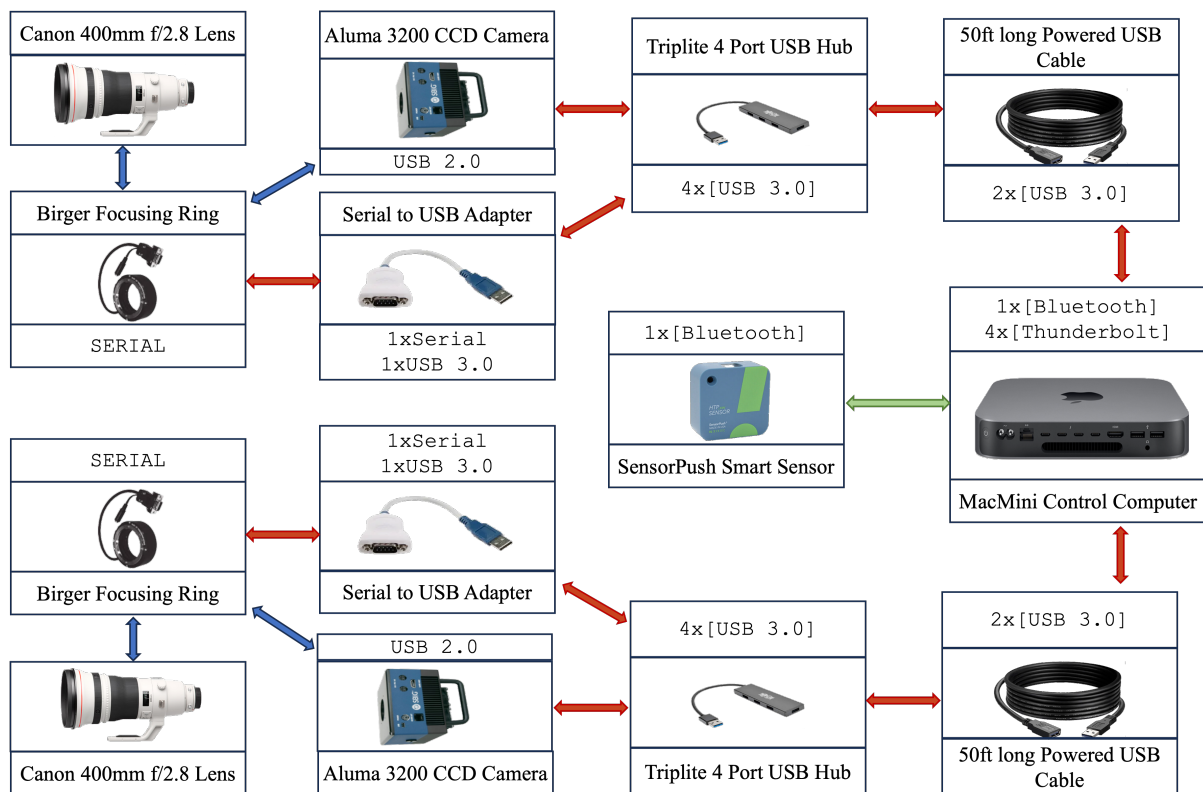 Canon 400mm f/2.8 Lens
Aluma 3200 CCD Camera
USB 2.0
Triplite 4 Port USB Hub
4x[USB 3.0]
50ft long Powered USB
Cable
2x[USB 3.0]
Birger Focusing Ring
SERIAL
Serial to USB Adapter
1xSerial
1xUSB 3.0
1x[Bluetooth]
SensorPush Smart Sensor
1x[Bluetooth]
4x[Thunderbolt]
MacMini Control Computer
SERIAL
Birger Focusing Ring
1xSerial
1xUSB 3.0
Serial to USB Adapter
Canon 400mm f/2.8 Lens
USB 2.0
SBIG
Aluma 3200 CCD Camera
4x[USB 3.0]
Triplite 4 Port USB Hub
2x[USB 3.0]
50ft long Powered USB
Cable